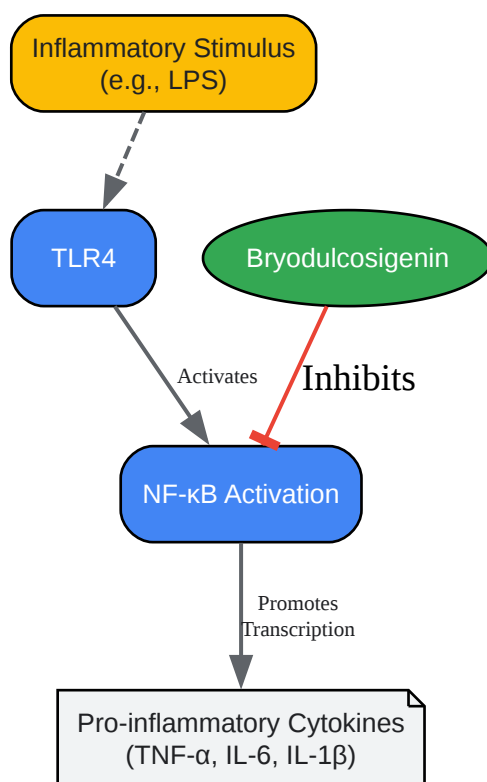 Inflammatory Stimulus
(e.g., LPS)
TLR4
Bryodulcosigenin
Activates
Inhibits
NF-κB Activation
Promotes
Transcription
Pro-inflammatory Cytokines
(TNF-α, IL-6, IL-1β)